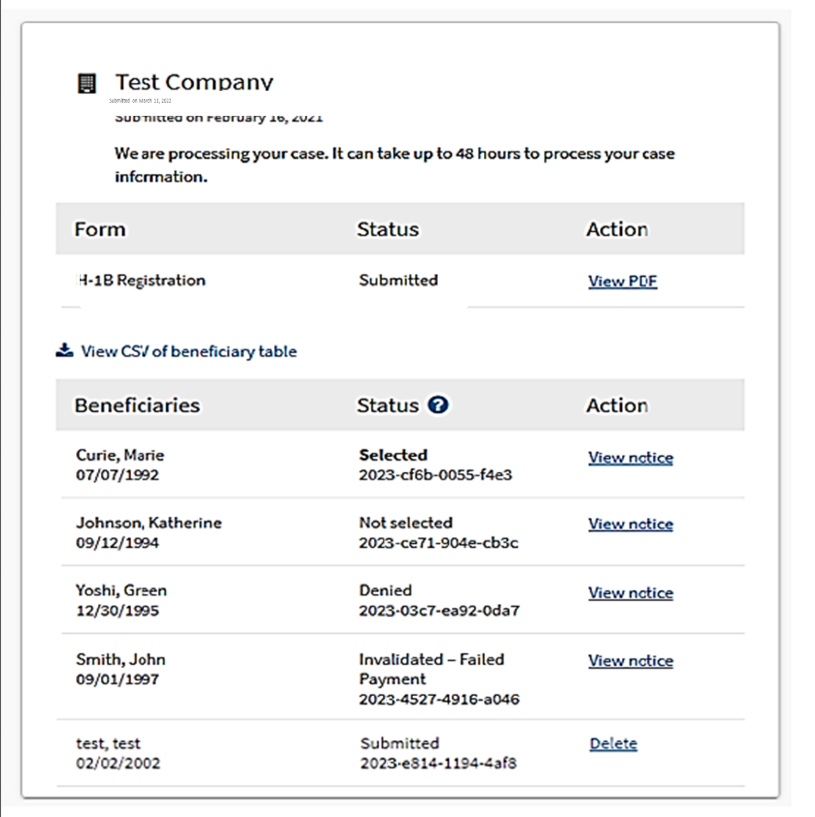 Test Company
Submitted on March 11, 2022
Submitted on February 16, 2021
We are processing your case. It can take up to 48 hours to process your case
information.
Form Status Action
H-1B Registration Submitted View PDF
View CSV of beneficiary table
Beneficiaries Status ? Action
Curie, Marie Selected View notice
07/07/1992 2023-cf6b-0055-f4e3
Johnson, Katherine Not selected View notice
09/12/1994 2023-ce71-904e-cb3c
Yoshi, Green Denied View notice
12/30/1995 2023-03c7-ea92-0da7
Smith, John Invalidated – Failed View notice
09/01/1997 Payment
2023-4527-4916-a046
test, test Submitted Delete
02/02/2002 2023-e814-1194-4af8